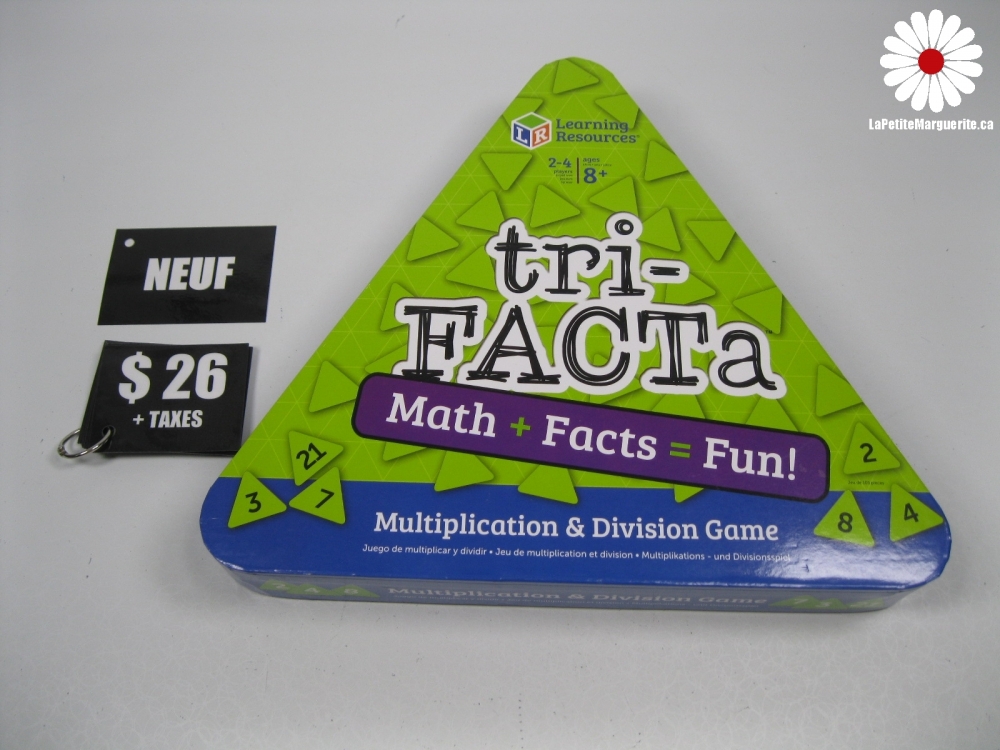 LaPetiteMarguerite.ca
LR
Learning
Resources
2-4
players
ages
8+
tri-
FACTa
Math + Facts = Fun!
NEUF
$ 26
+ TAXES
21
3
7
2
8
4
Multiplication & Division Game
Juego de multiplicar y dividir • Jeu de multiplication et division • Multiplikations - und Divisionsspiel
Multiplication & Division Game